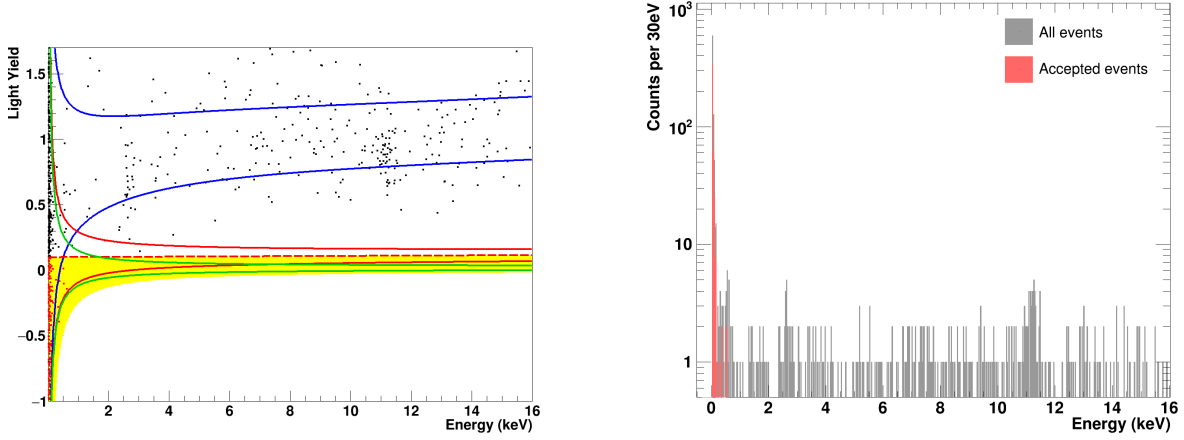 Light Yield
1.5
1
0.5
0
−0.5
−1
2 4 6 8 10 12 14 16
Energy (keV)
Counts per 30eV
10³
10²
10
1
All events
Accepted events
0 2 4 6 8 10 12 14 16
Energy (keV)